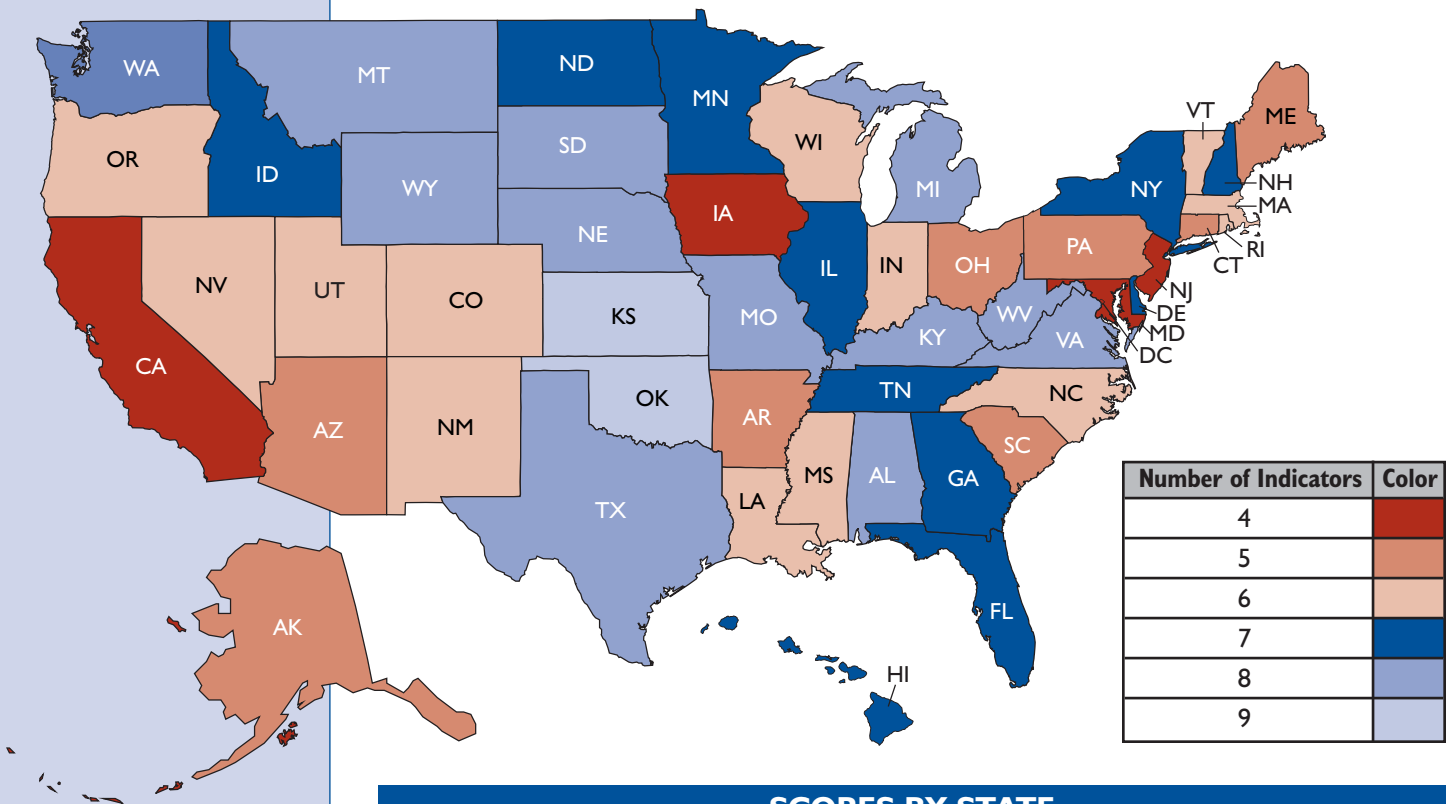 WA
MT
ND
MN
OR
ID
WY
SD
WI
MI
VT
ME
NY
NH
MA
RI
CT
IA
NE
PA
NJ
DE
MD
DC
NV
UT
CO
KS
MO
IL
IN
OH
WV
VA
KY
CA
AZ
NM
OK
AR
TN
NC
SC
TX
LA
MS
AL
GA
FL
AK
HI
Number of Indicators Color
4
5
6
7
8
9
SCORES BY STATE